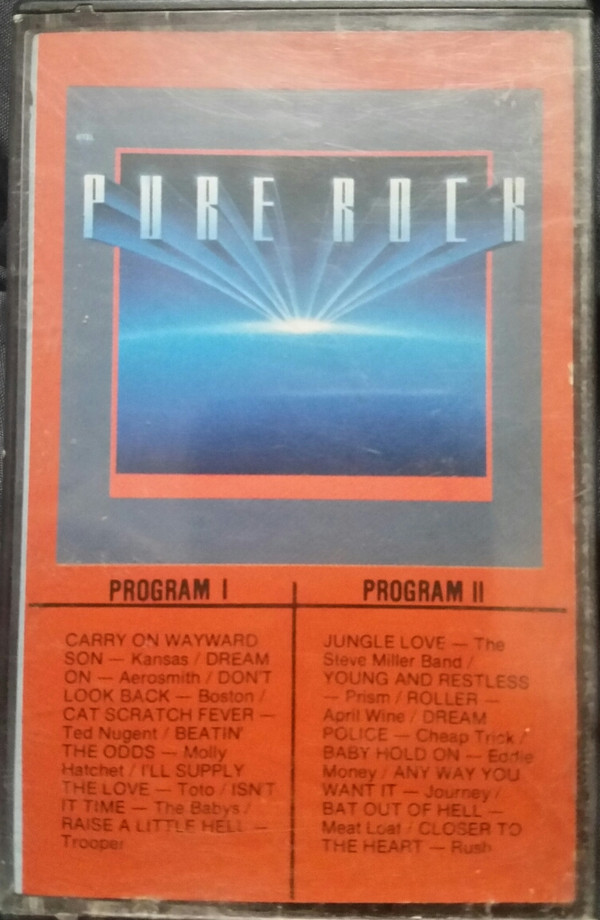 PURE ROCK
PROGRAM I
CARRY ON WAYWARD
SON — Kansas / DREAM
ON — Aerosmith / DON'T
LOOK BACK — Boston /
CAT SCRATCH FEVER —
Ted Nugent / BEATIN'
THE ODDS — Molly
Hatchet / I'LL SUPPLY
THE LOVE — Toto / ISN'T
IT TIME — The Babys /
RAISE A LITTLE HELL —
Trooper
PROGRAM II
JUNGLE LOVE — The
Steve Miller Band /
YOUNG AND RESTLESS
— Prism / ROLLER —
April Wine / DREAM
POLICE — Cheap Trick /
BABY HOLD ON — Eddie
Money / ANY WAY YOU
WANT IT — Journey /
BAT OUT OF HELL —
Meat Loaf / CLOSER TO
THE HEART — Rush